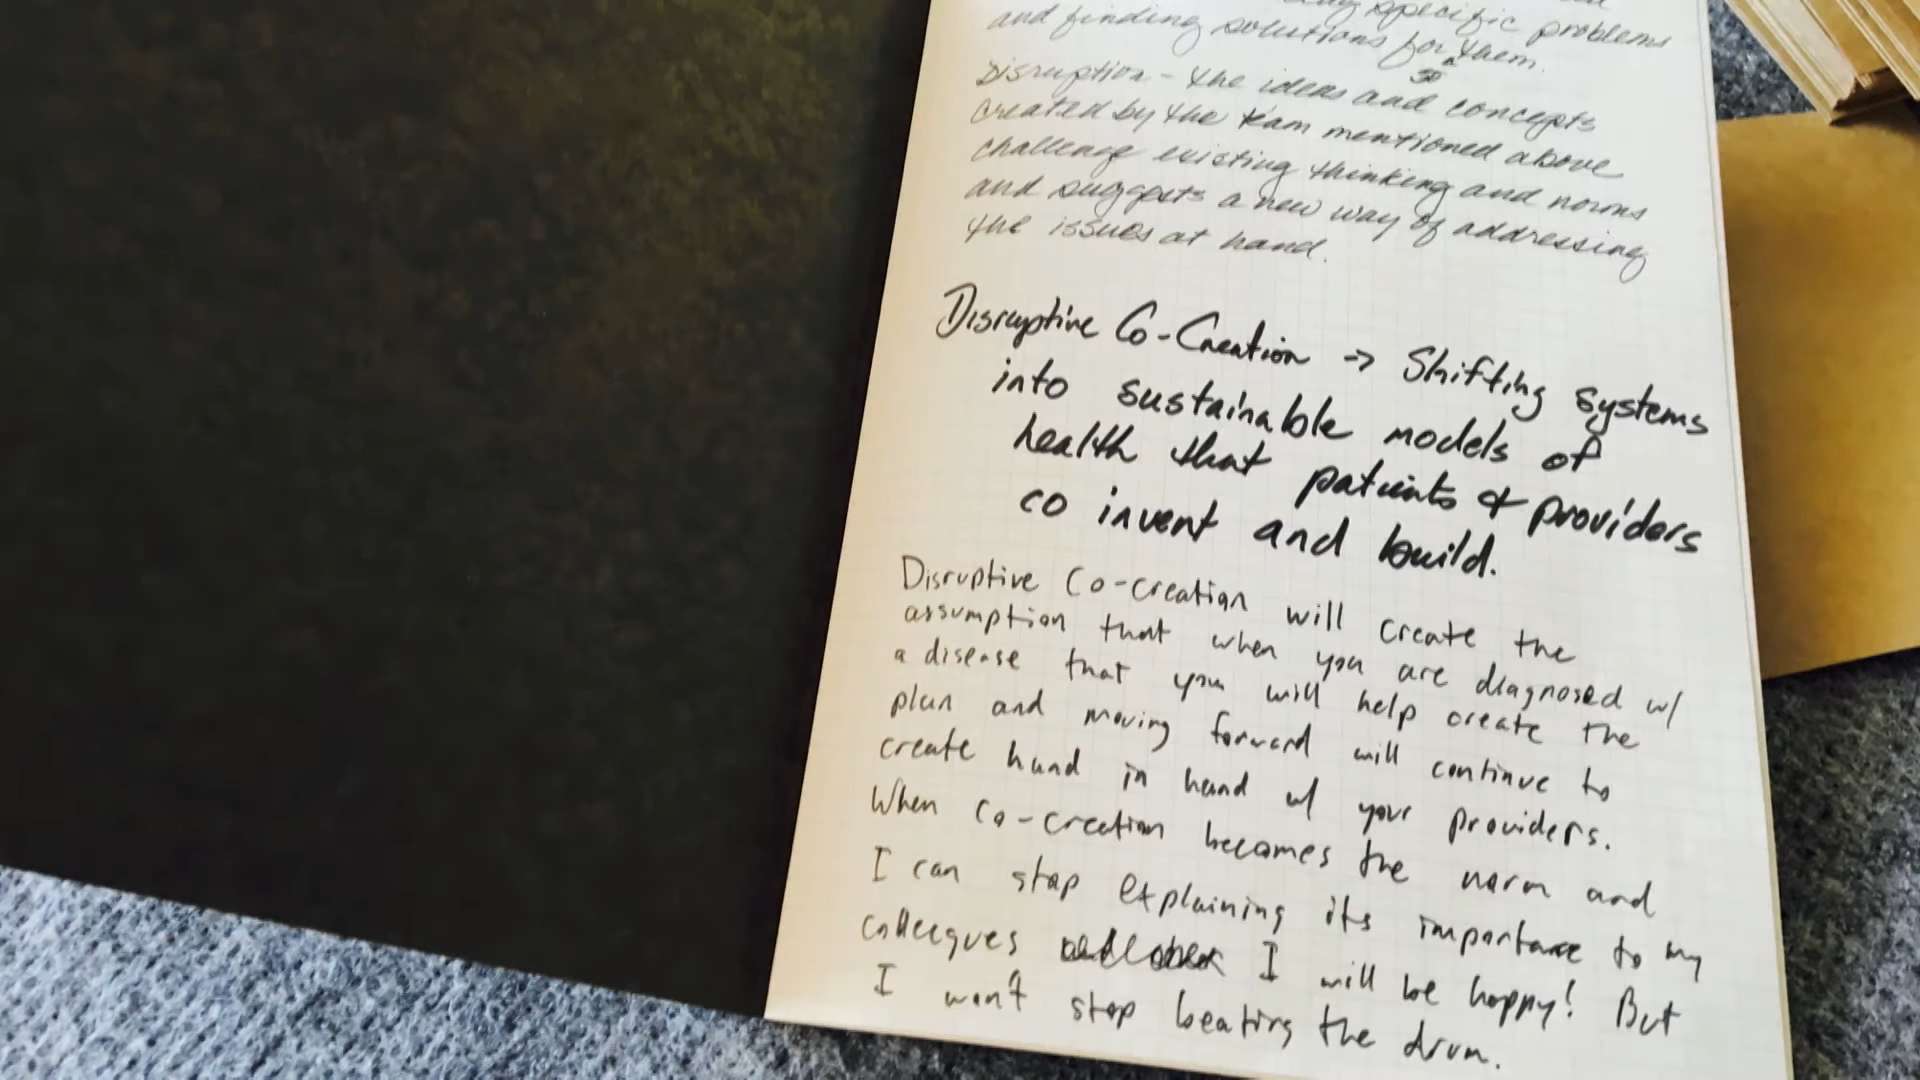 specific problems
and finding solutions for them.
so
Disruption - the ideas and concepts
created by the team mentioned above
challenge existing thinking and norms
and suggests a new way of addressing
the issues at hand.
Disruptive Co-Creation → Shifting systems
into sustainable models of
health that patients & providers
co invent and build.
Disruptive Co-creation will create the
assumption that when you are diagnosed w/
a disease that you will help create the
plan and moving forward will continue to
create hand in hand w/ your providers.
When co-creation becomes the norm and
I can stop explaining its importance to my
colleagues I will be happy! But
I won't stop beating the drum.